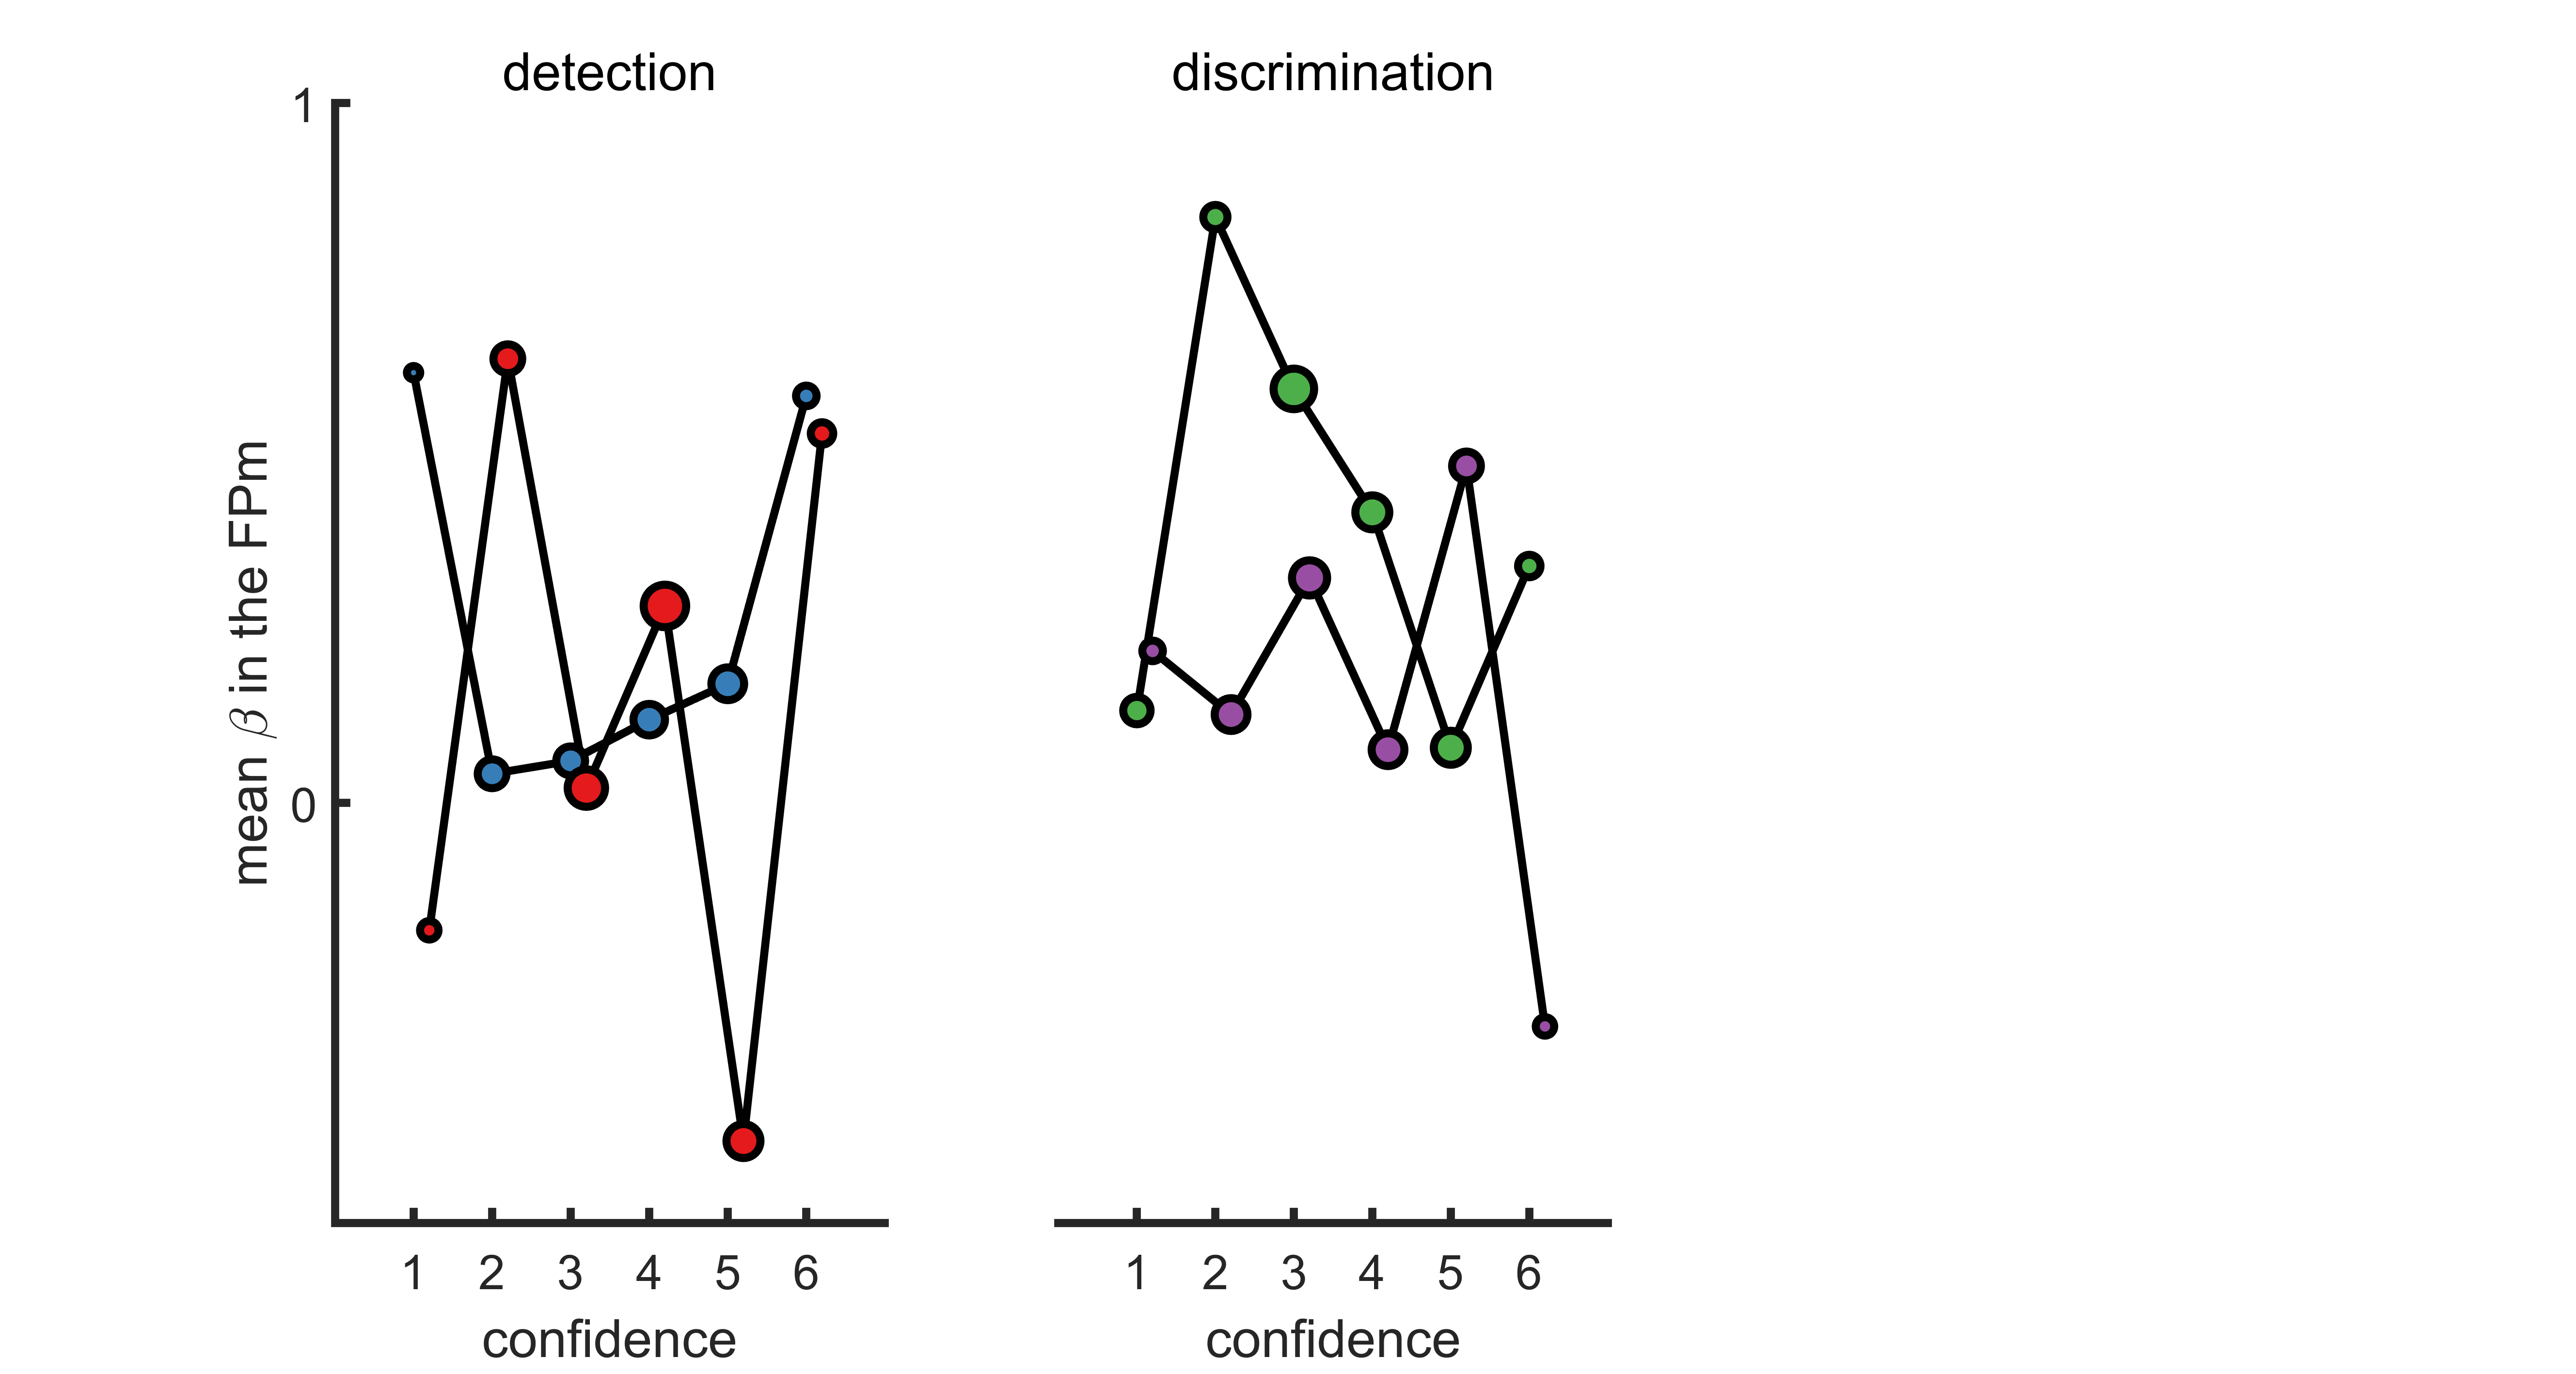 detection
discrimination
1
0
mean β in the FPm
1 2 3 4 5 6
1 2 3 4 5 6
confidence
confidence